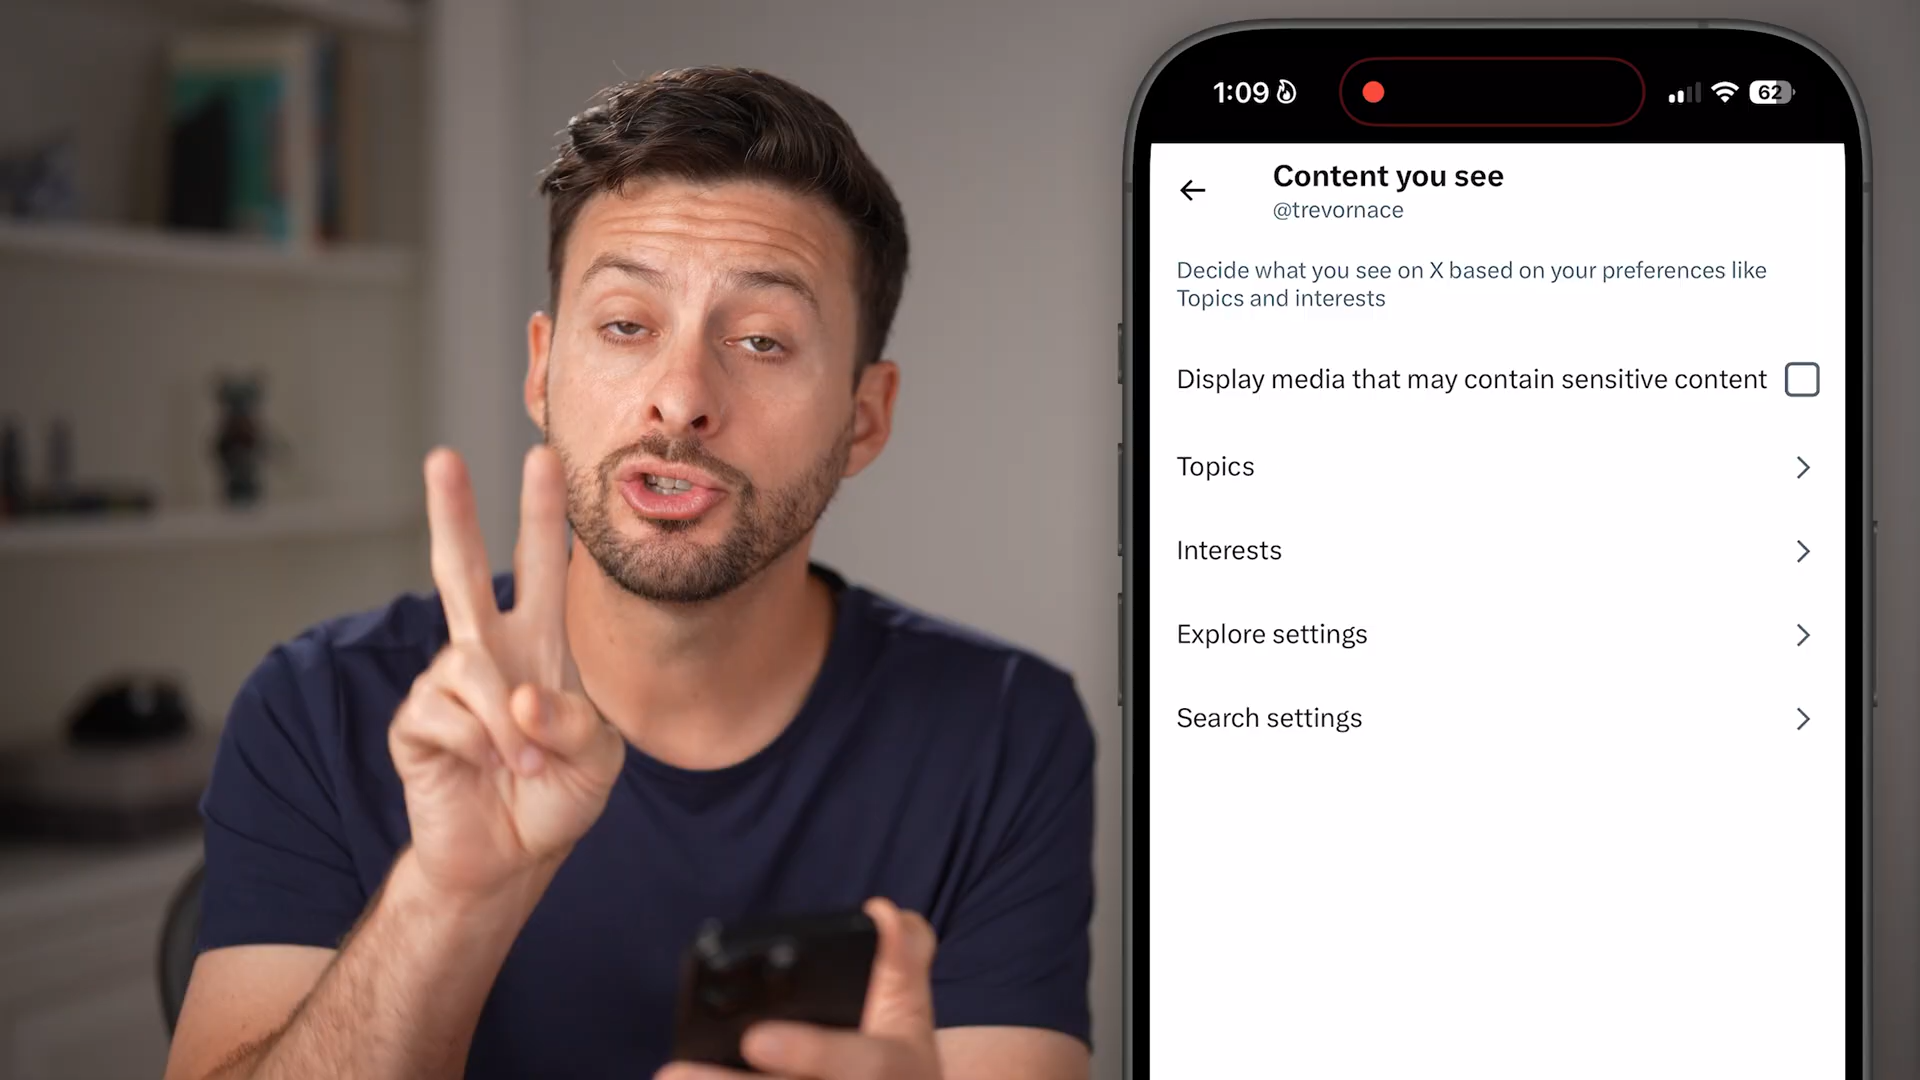 1:09
62
Content you see
@trevornace
Decide what you see on X based on your preferences like
Topics and interests
Display media that may contain sensitive content
Topics
Interests
Explore settings
Search settings